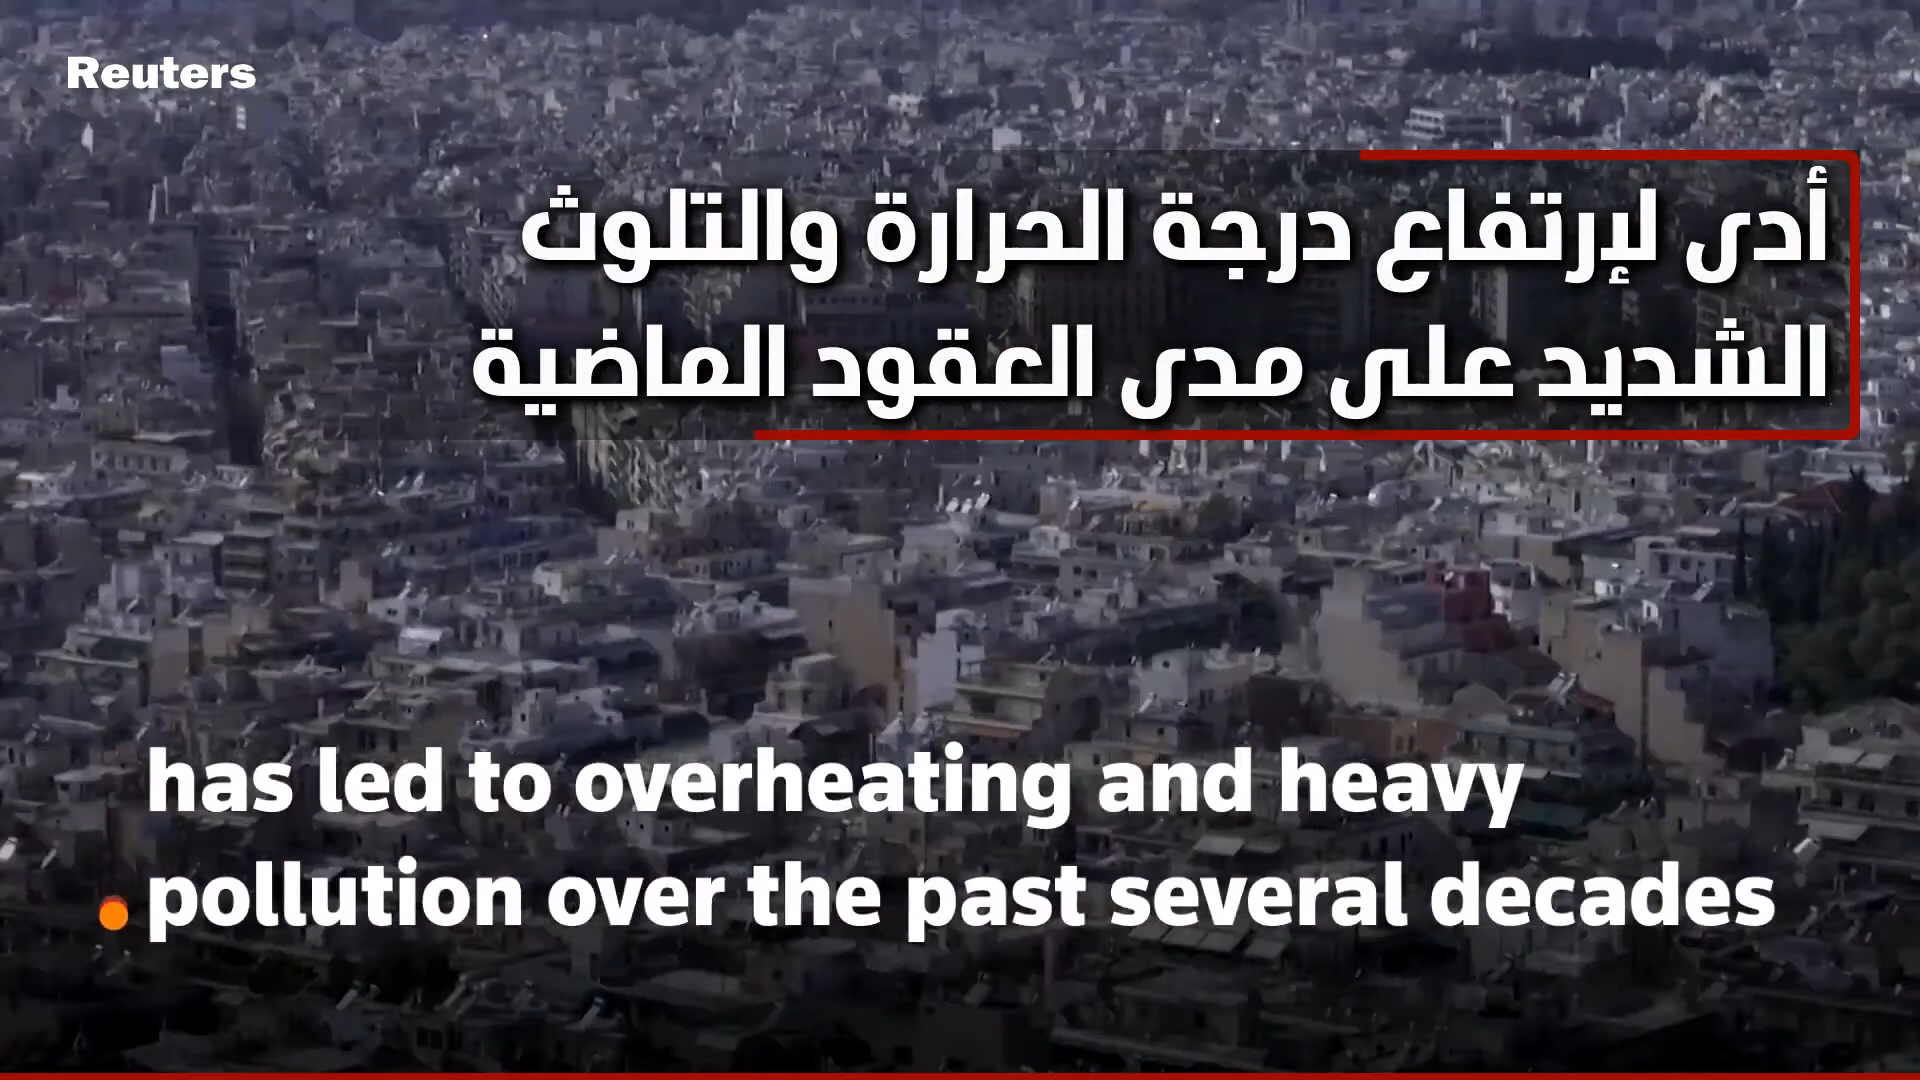 Reuters
أدى لإرتفاع درجة الحرارة والتلوث
الشديد على مدى العقود الماضية
has led to overheating and heavy
pollution over the past several decades